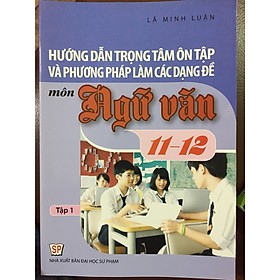 LÃ MINH LUẬN
HƯỚNG DẪN TRỌNG TÂM ÔN TẬP
VÀ PHƯƠNG PHÁP LÀM CÁC DẠNG ĐỀ
môn Ngữ văn
11-12
Tập 1
SP
NHÀ XUẤT BẢN ĐẠI HỌC SƯ PHẠM